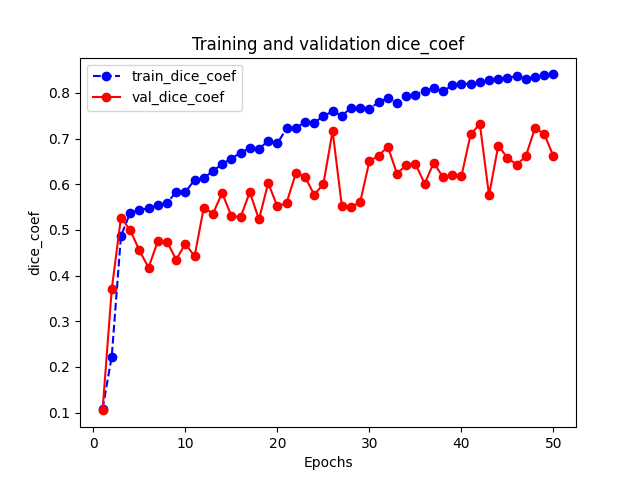 Training and validation dice_coef
train_dice_coef
val_dice_coef
dice_coef
0.8
0.7
0.6
0.5
0.4
0.3
0.2
0.1
0 10 20 30 40 50
Epochs